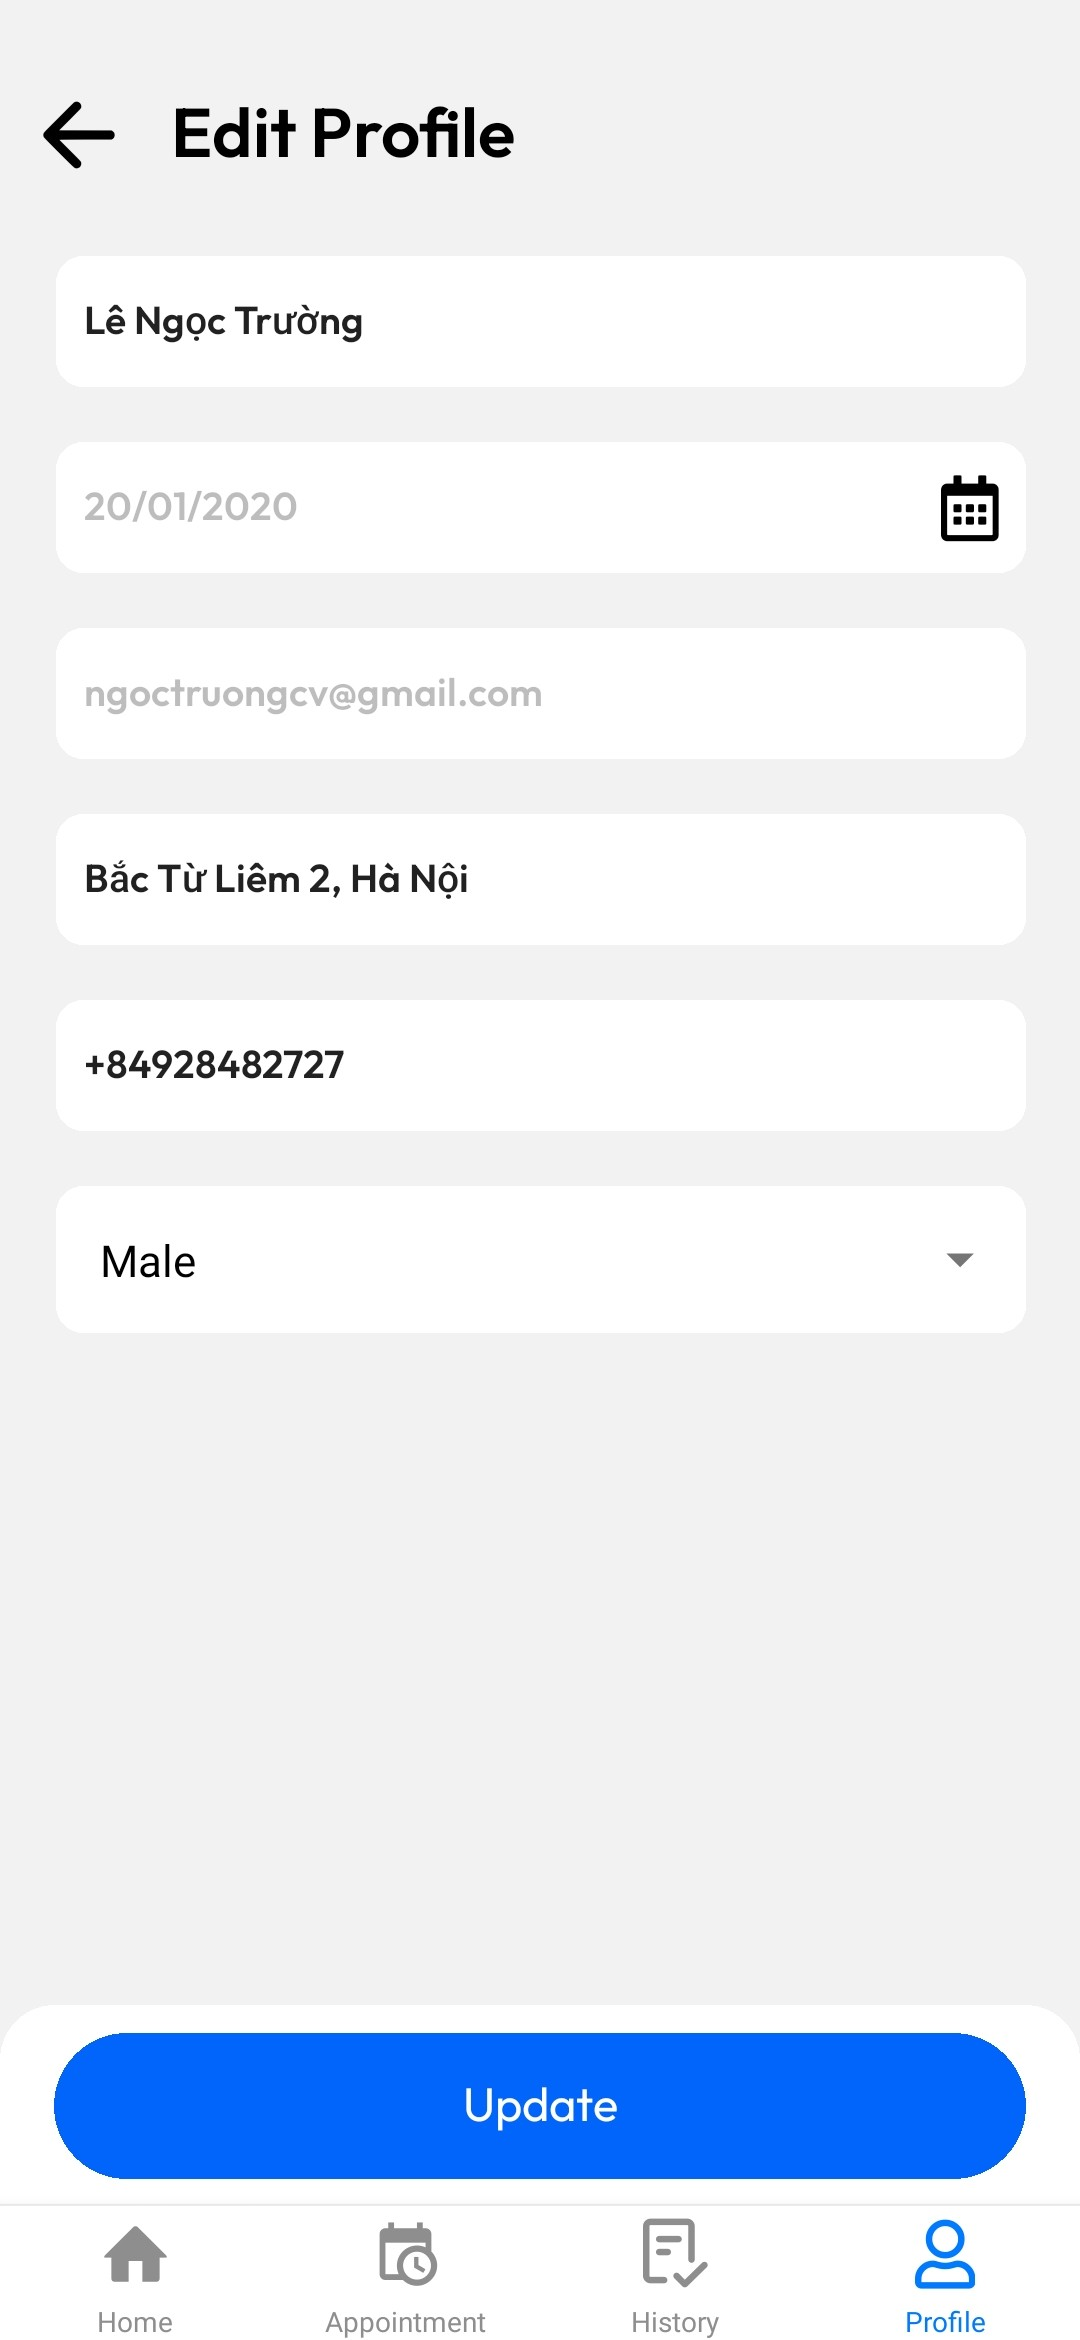 Edit Profile
Lê Ngọc Trường
20/01/2020
ngoctruongcv@gmail.com
Bắc Từ Liêm 2, Hà Nội
+84928482727
Male
Update
Home
Appointment
History
Profile